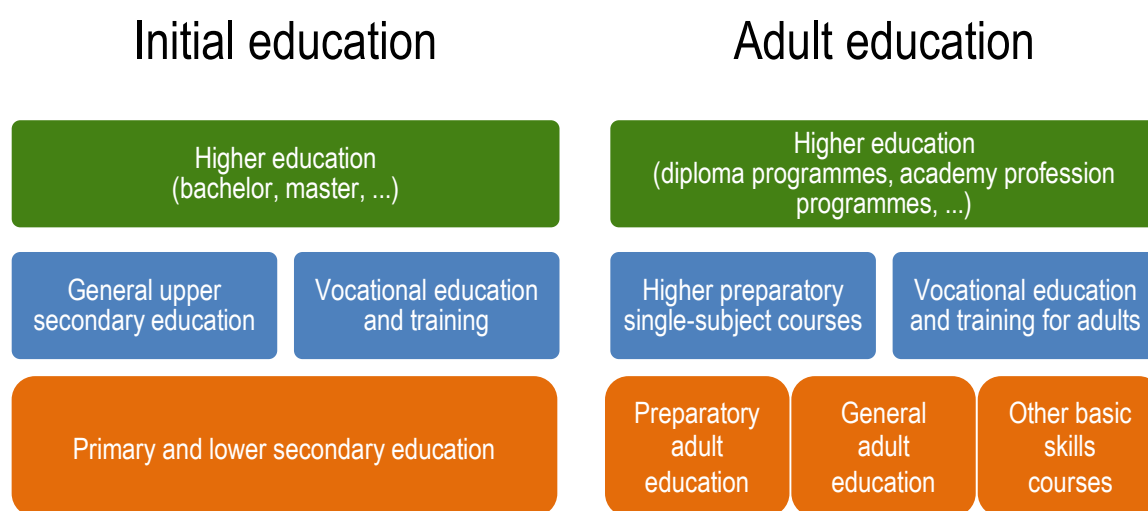 Initial education
Adult education
Higher education
(bachelor, master, ...)
Higher education
(diploma programmes, academy profession
programmes, ...)
General upper
secondary education
Vocational education
and training
Higher preparatory
single-subject courses
Vocational education
and training for adults
Primary and lower secondary education
Preparatory
adult
education
General
adult
education
Other basic
skills
courses